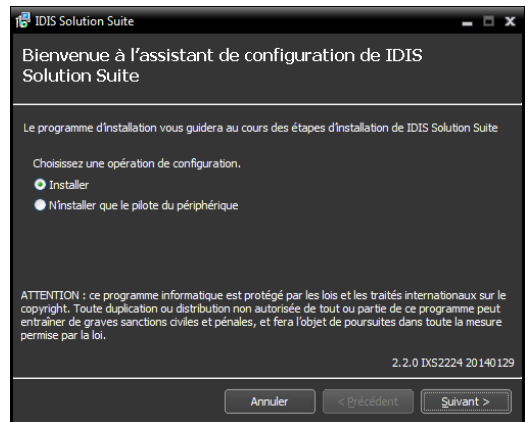 IDIS Solution Suite
Bienvenue à l'assistant de configuration de IDIS
Solution Suite
Le programme d'installation vous guidera au cours des étapes d'installation de IDIS Solution Suite
Choisissez une opération de configuration.
Installer
N'installer que le pilote du périphérique
ATTENTION : ce programme informatique est protégé par les lois et les traités internationaux sur le
copyright. Toute duplication ou distribution non autorisée de tout ou partie de ce programme peut
entraîner de graves sanctions civiles et pénales, et fera l'objet de poursuites dans toute la mesure
permise par la loi.
2.2.0 IXS2224 20140129
Annuler
< Précédent
Suivant >